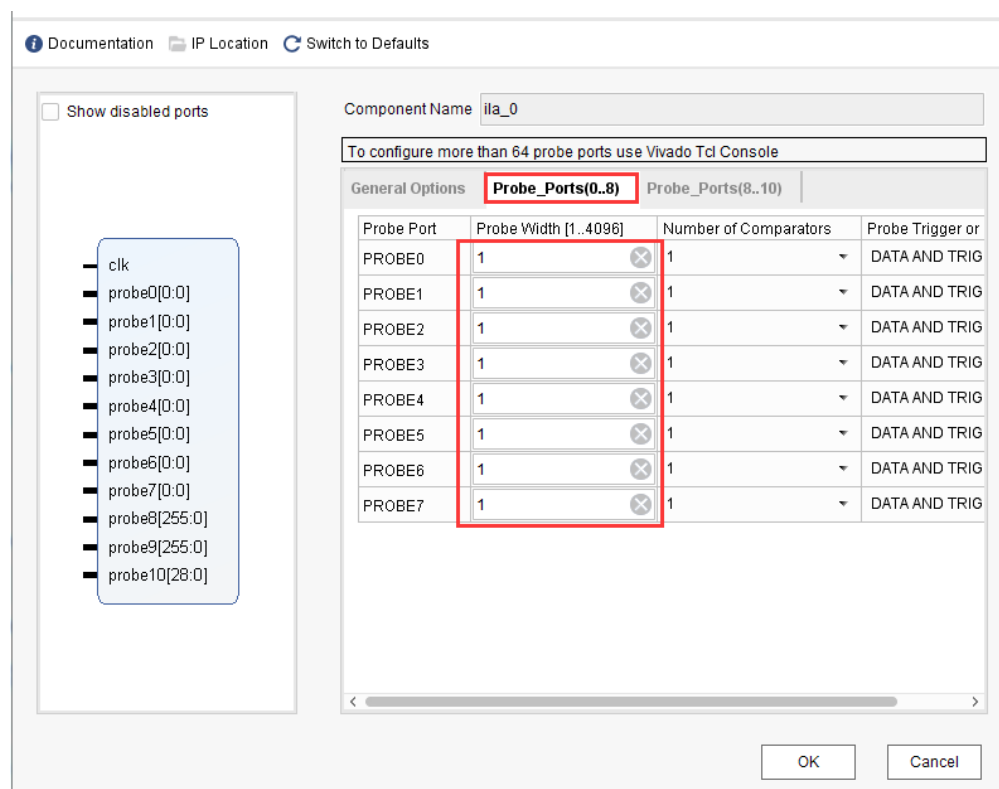 Documentation IP Location Switch to Defaults
Show disabled ports
clk
probe0[0:0]
probe1[0:0]
probe2[0:0]
probe3[0:0]
probe4[0:0]
probe5[0:0]
probe6[0:0]
probe7[0:0]
probe8[255:0]
probe9[255:0]
probe10[28:0]
Component Name ila_0
To configure more than 64 probe ports use Vivado Tcl Console
General Options Probe_Ports(0..8) Probe_Ports(8..10)
Probe Port Probe Width [1..4096] Number of Comparators Probe Trigger or
PROBE0 1 1 DATA AND TRIG
PROBE1 1 1 DATA AND TRIG
PROBE2 1 1 DATA AND TRIG
PROBE3 1 1 DATA AND TRIG
PROBE4 1 1 DATA AND TRIG
PROBE5 1 1 DATA AND TRIG
PROBE6 1 1 DATA AND TRIG
PROBE7 1 1 DATA AND TRIG
OK Cancel